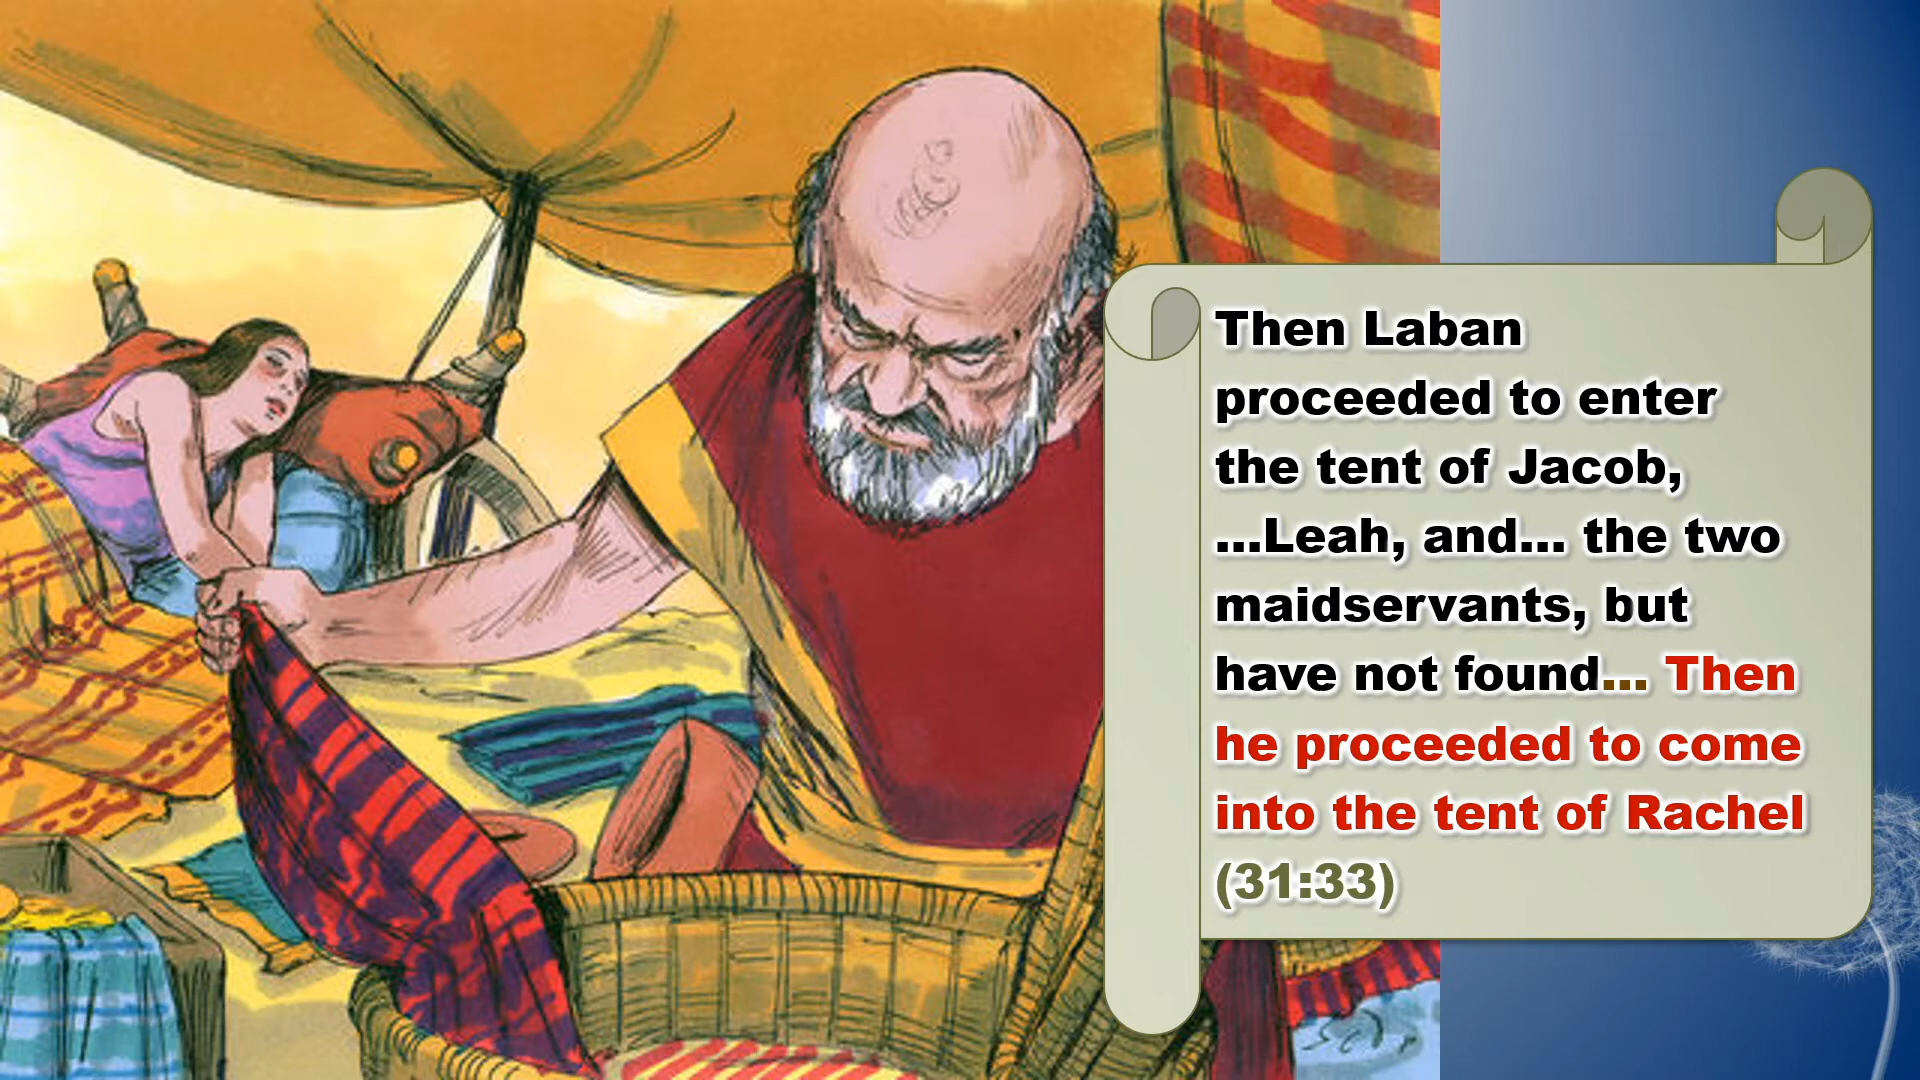 Then Laban
proceeded to enter
the tent of Jacob,
…Leah, and… the two
maidservants, but
have not found… Then
he proceeded to come
into the tent of Rachel
(31:33)